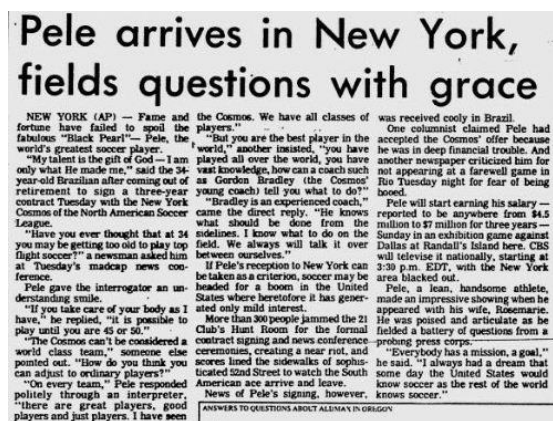 Pele arrives in New York,
fields questions with grace
NEW YORK (AP) — Fame and
fortune have failed to spoil the
fabulous "Black Pearl"— Pele, the
world's greatest soccer player.
"My talent is the gift of God — I am
only what He made me," said the 34-
year-old Brazilian after coming out of
retirement to sign a three-year
contract Tuesday with the New York
Cosmos of the North American Soccer
League.
"Have you ever thought that at 34
you may be getting too old to play top
flight soccer?" a newsman asked him
at Tuesday's madcap news con-
ference.
Pele gave the interrogator an un-
derstanding smile.
"If you take care of your body as I
have," he replied, "it is possible to
play until you are 45 or 50."
"The Cosmos can't be considered a
world class team," someone else
pointed out. "How do you think you
can adjust to ordinary players?"
"On every team," Pele responded
politely through an interpreter,
"there are great players, good
players and just players. I have seen
the Cosmos. We have all classes of
players."
"But you are the best player in the
world," another insisted, "you have
played all over the world, you have
vast knowledge, how can a coach such
as Gordon Bradley (the Cosmos'
young coach) tell you what to do?"
"Bradley is an experienced coach,"
came the direct reply. "He knows
what should be done from the
sidelines. I know what to do on the
field. We always will talk it over
between ourselves."
If Pele's reception to New York can
be taken as a criterion, soccer may be
headed for a boom in the United
States where heretofore it has gener-
ated only mild interest.
More than 300 people jammed the 21
Club's Hunt Room for the formal
contract signing and news conference
ceremonies, creating a near riot, and
scores lined the sidewalks of sophis-
ticated 52nd Street to watch the South
American ace arrive and leave.
News of Pele's signing, however,
was received cooly in Brazil.
One columnist claimed Pele had
accepted the Cosmos' offer because
he was in deep financial trouble. And
another newspaper criticized him for
not appearing at a farewell game in
Rio Tuesday night for fear of being
booed.
Pele will start earning his salary —
reported to be anywhere from $4.5
million to $7 million for three years —
Sunday in an exhibition game against
Dallas at Randall's Island here. CBS
will televise it nationally, starting at
3:30 p.m. EDT, with the New York
area blacked out.
Pele, a lean, handsome athlete,
made an impressive showing when he
appeared with his wife, Rosemarie.
He was poised and articulate as he
fielded a battery of questions from a
probing press corps.
"Everybody has a mission, a goal,"
he said. "I always had a dream that
some day the United States would
know soccer as the rest of the world
knows soccer."
ANSWERS TO QUESTIONS ABOUT ALUMAX IN OREGON